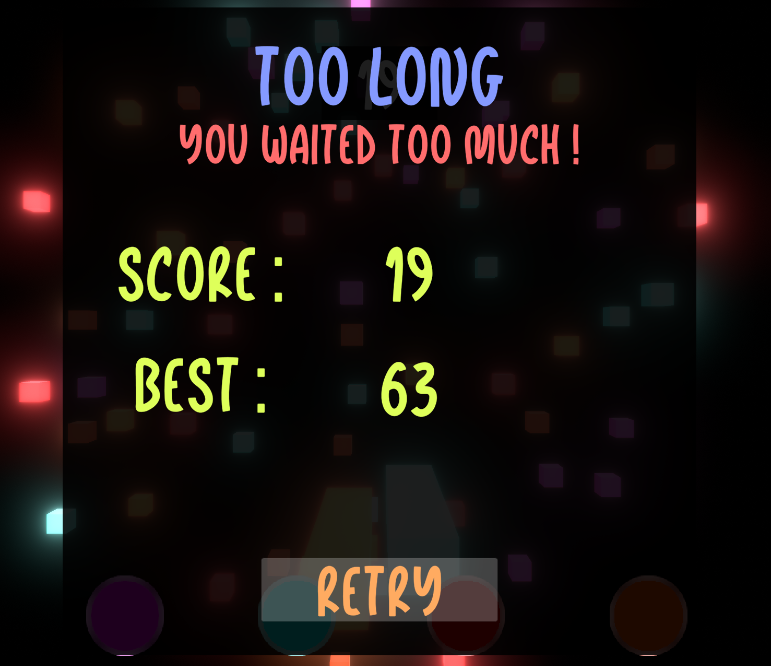 TOO LONG
YOU WAITED TOO MUCH !
SCORE : 19
BEST : 63
RETRY